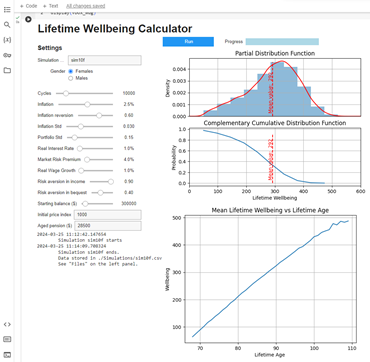 + Code + Text All changes saved
Lifetime Wellbeing Calculator
Settings
Simulation sim10f
Gender Females
Males
Cycles 10000
Inflation 2.5%
Inflation reversion 0.60
Inflation Std 0.030
Portfolio Std 0.15
Real Interest Rate 1.0%
Market Risk Premium 4.0%
Real Wage Growth 1.0%
Risk aversion in income 0.90
Risk aversion in bequest 0.40
Starting balance ($) 300000
Initial price index 1000
Aged pension ($) 28500
2024-03-25 11:12:42.147654
Simulation sim10f starts
2024-03-25 11:14:09.708324
Simulation sim10f ends.
Data stored in ./Simulations/sim10f.csv
See "Files" on the left panel.
Run Progress
Partial Distribution Function
Density
0.004
0.003
0.002
0.001
0.000
Complementary Cumulative Distribution Function
Probability
1.0
0.8
0.6
0.4
0.2
0.0
0 100 200 300 400 500 600
Lifetime Wellbeing
Mean Lifetime Wellbeing vs Lifetime Age
Wellbeing
500
400
300
200
100
70 80 90 100 110
Lifetime Age